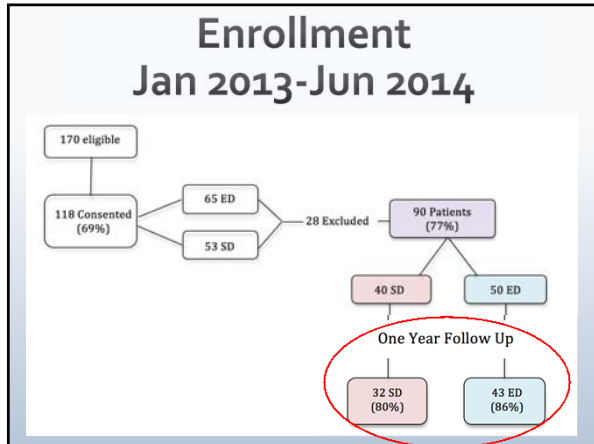 Enrollment
Jan 2013-Jun 2014
170 eligible
118 Consented
(69%)
65 ED
53 SD
28 Excluded
90 Patients
(77%)
40 SD
50 ED
One Year Follow Up
32 SD
(80%)
43 ED
(86%)